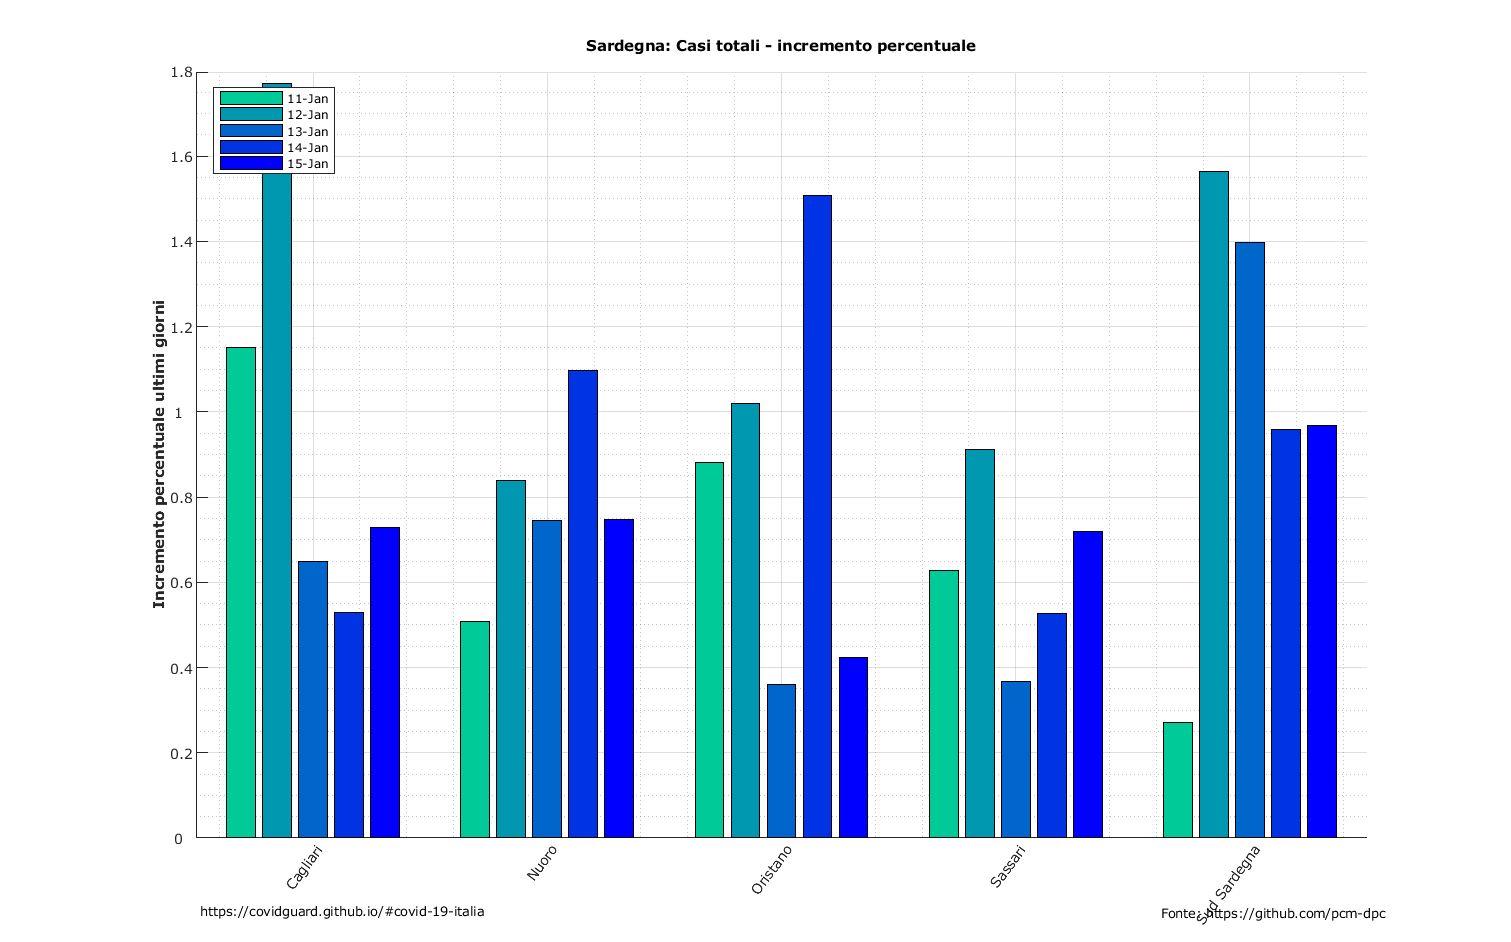 Sardegna: Casi totali - incremento percentuale
Incremento percentuale ultimi giorni
1.8
1.6
1.4
1.2
1
0.8
0.6
0.4
0.2
0
11-Jan
12-Jan
13-Jan
14-Jan
15-Jan
Cagliari
Nuoro
Oristano
Sassari
Sud Sardegna
https://covidguard.github.io/#covid-19-italia
Fonte: https://github.com/pcm-dpc